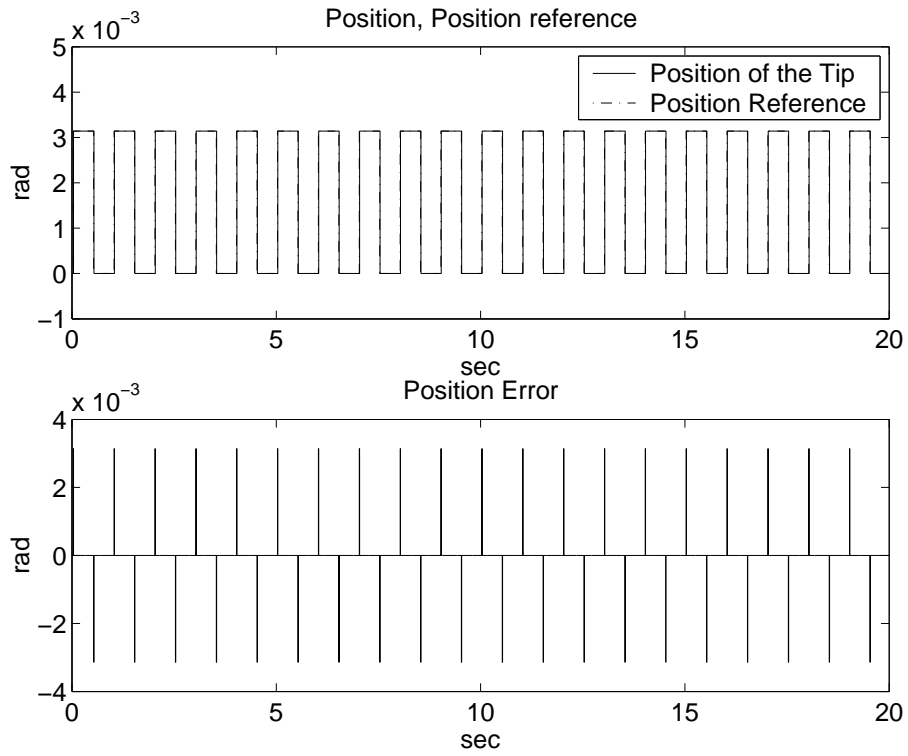 Position, Position reference
x 10−3
5
4
3
2
1
0
−1
rad
Position of the Tip
Position Reference
0 5 10 15 20
sec
Position Error
x 10−3
4
2
0
−2
−4
rad
0 5 10 15 20
sec